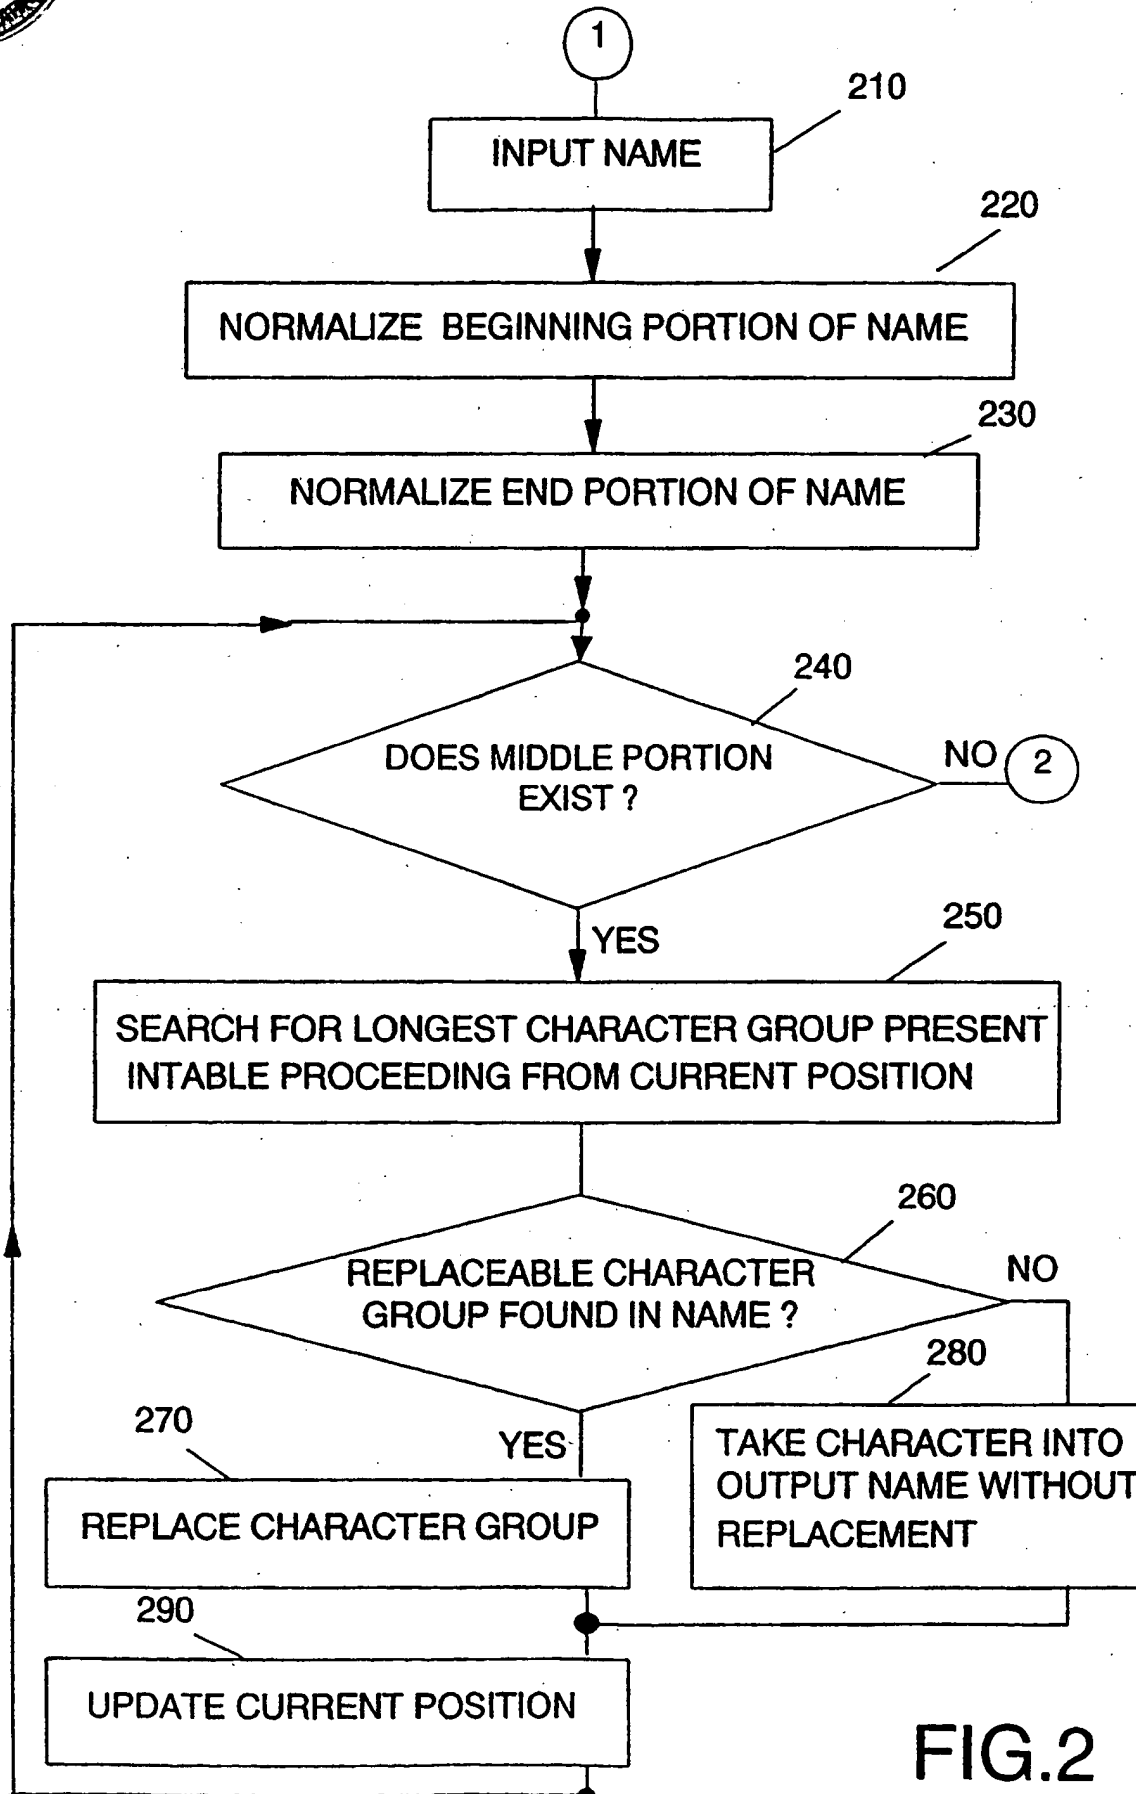 1
210
INPUT NAME
220
NORMALIZE BEGINNING PORTION OF NAME
230
NORMALIZE END PORTION OF NAME
240
DOES MIDDLE PORTION
EXIST ?
NO
2
YES
250
SEARCH FOR LONGEST CHARACTER GROUP PRESENT
INTABLE PROCEEDING FROM CURRENT POSITION
260
REPLACEABLE CHARACTER
GROUP FOUND IN NAME ?
NO
280
270
YES
TAKE CHARACTER INTO
OUTPUT NAME WITHOUT
REPLACEMENT
REPLACE CHARACTER GROUP
290
UPDATE CURRENT POSITION
FIG.2